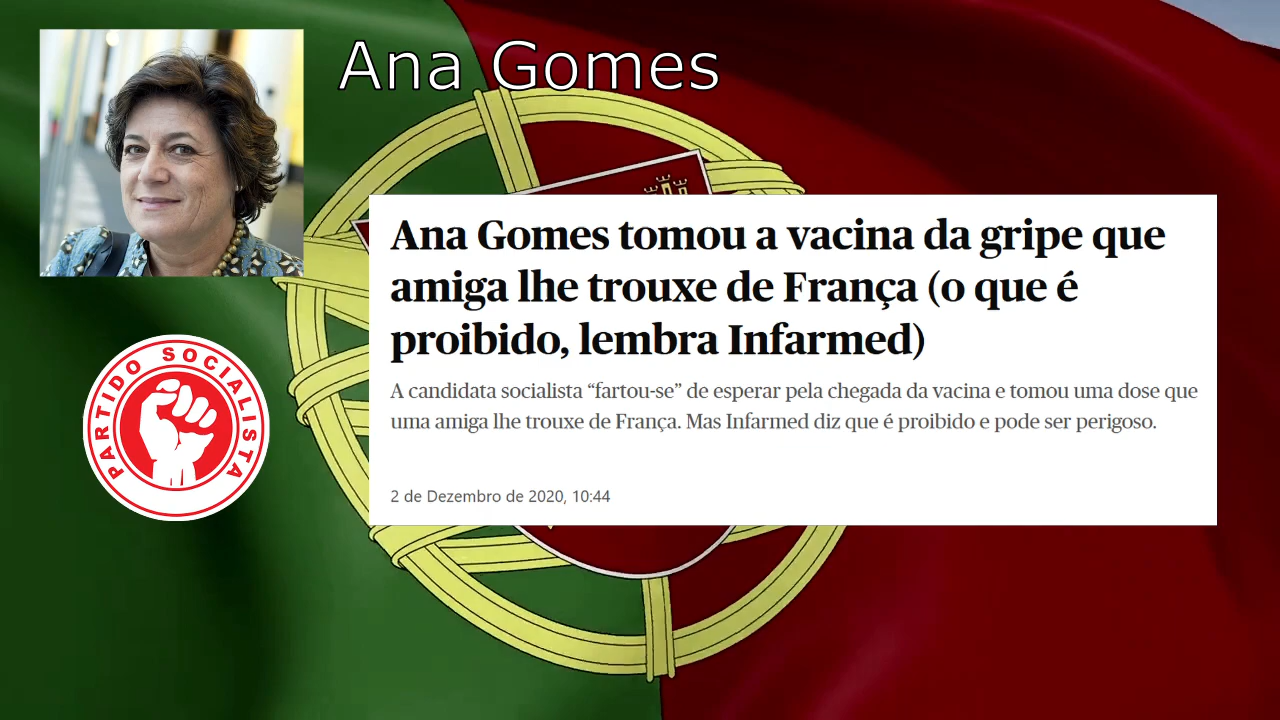 Ana Gomes
Ana Gomes tomou a vacina da gripe que
amiga lhe trouxe de França (o que é
proibido, lembra Infarmed)
A candidata socialista “fartou-se” de esperar pela chegada da vacina e tomou uma dose que
uma amiga lhe trouxe de França. Mas Infarmed diz que é proibido e pode ser perigoso.
2 de Dezembro de 2020, 10:44
PARTIDO SOCIALISTA